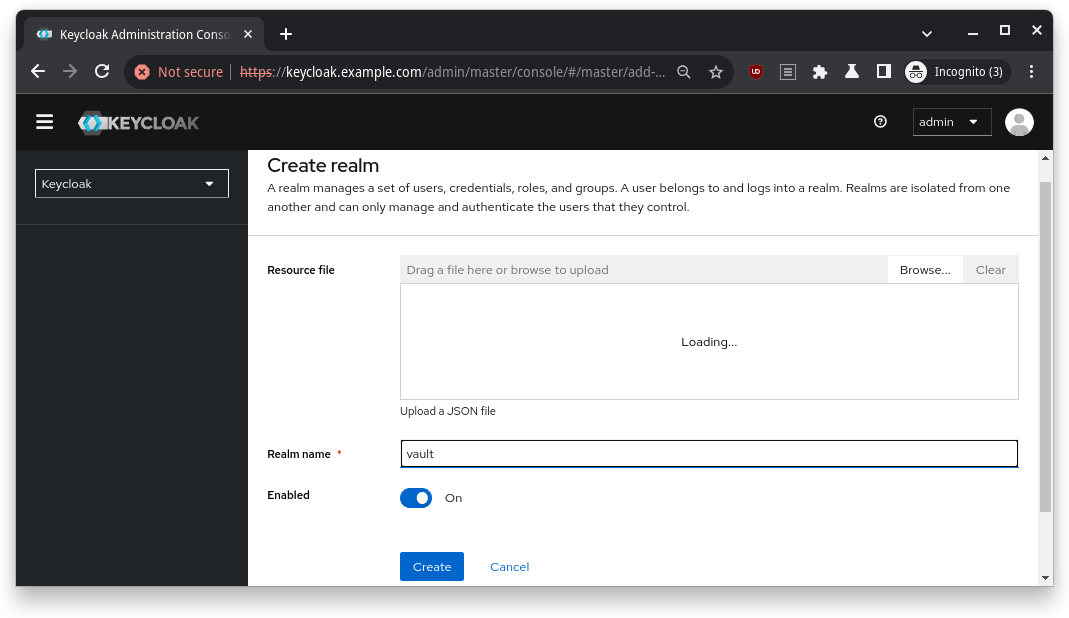 Keycloak Administration Conso
Not secure
https://keycloak.example.com/admin/master/console/#/master/add-...
Incognito (3)
KEYCLOAK
admin
Keycloak
Create realm
A realm manages a set of users, credentials, roles, and groups. A user belongs to and logs into a realm. Realms are isolated from one
another and can only manage and authenticate the users that they control.
Resource file
Drag a file here or browse to upload
Browse...
Clear
Loading...
Upload a JSON file
Realm name *
vault
Enabled
On
Create
Cancel